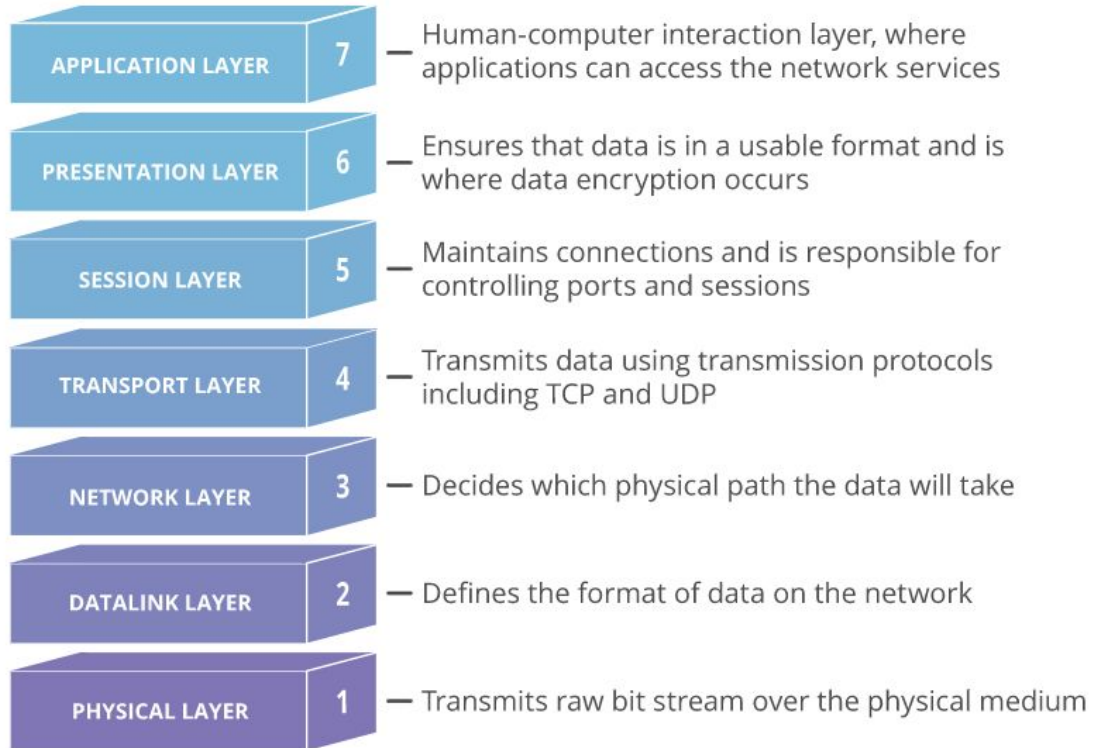 APPLICATION LAYER 7 — Human-computer interaction layer, where
applications can access the network services
PRESENTATION LAYER 6 — Ensures that data is in a usable format and is
where data encryption occurs
SESSION LAYER 5 — Maintains connections and is responsible for
controlling ports and sessions
TRANSPORT LAYER 4 — Transmits data using transmission protocols
including TCP and UDP
NETWORK LAYER 3 — Decides which physical path the data will take
DATALINK LAYER 2 — Defines the format of data on the network
PHYSICAL LAYER 1 — Transmits raw bit stream over the physical medium